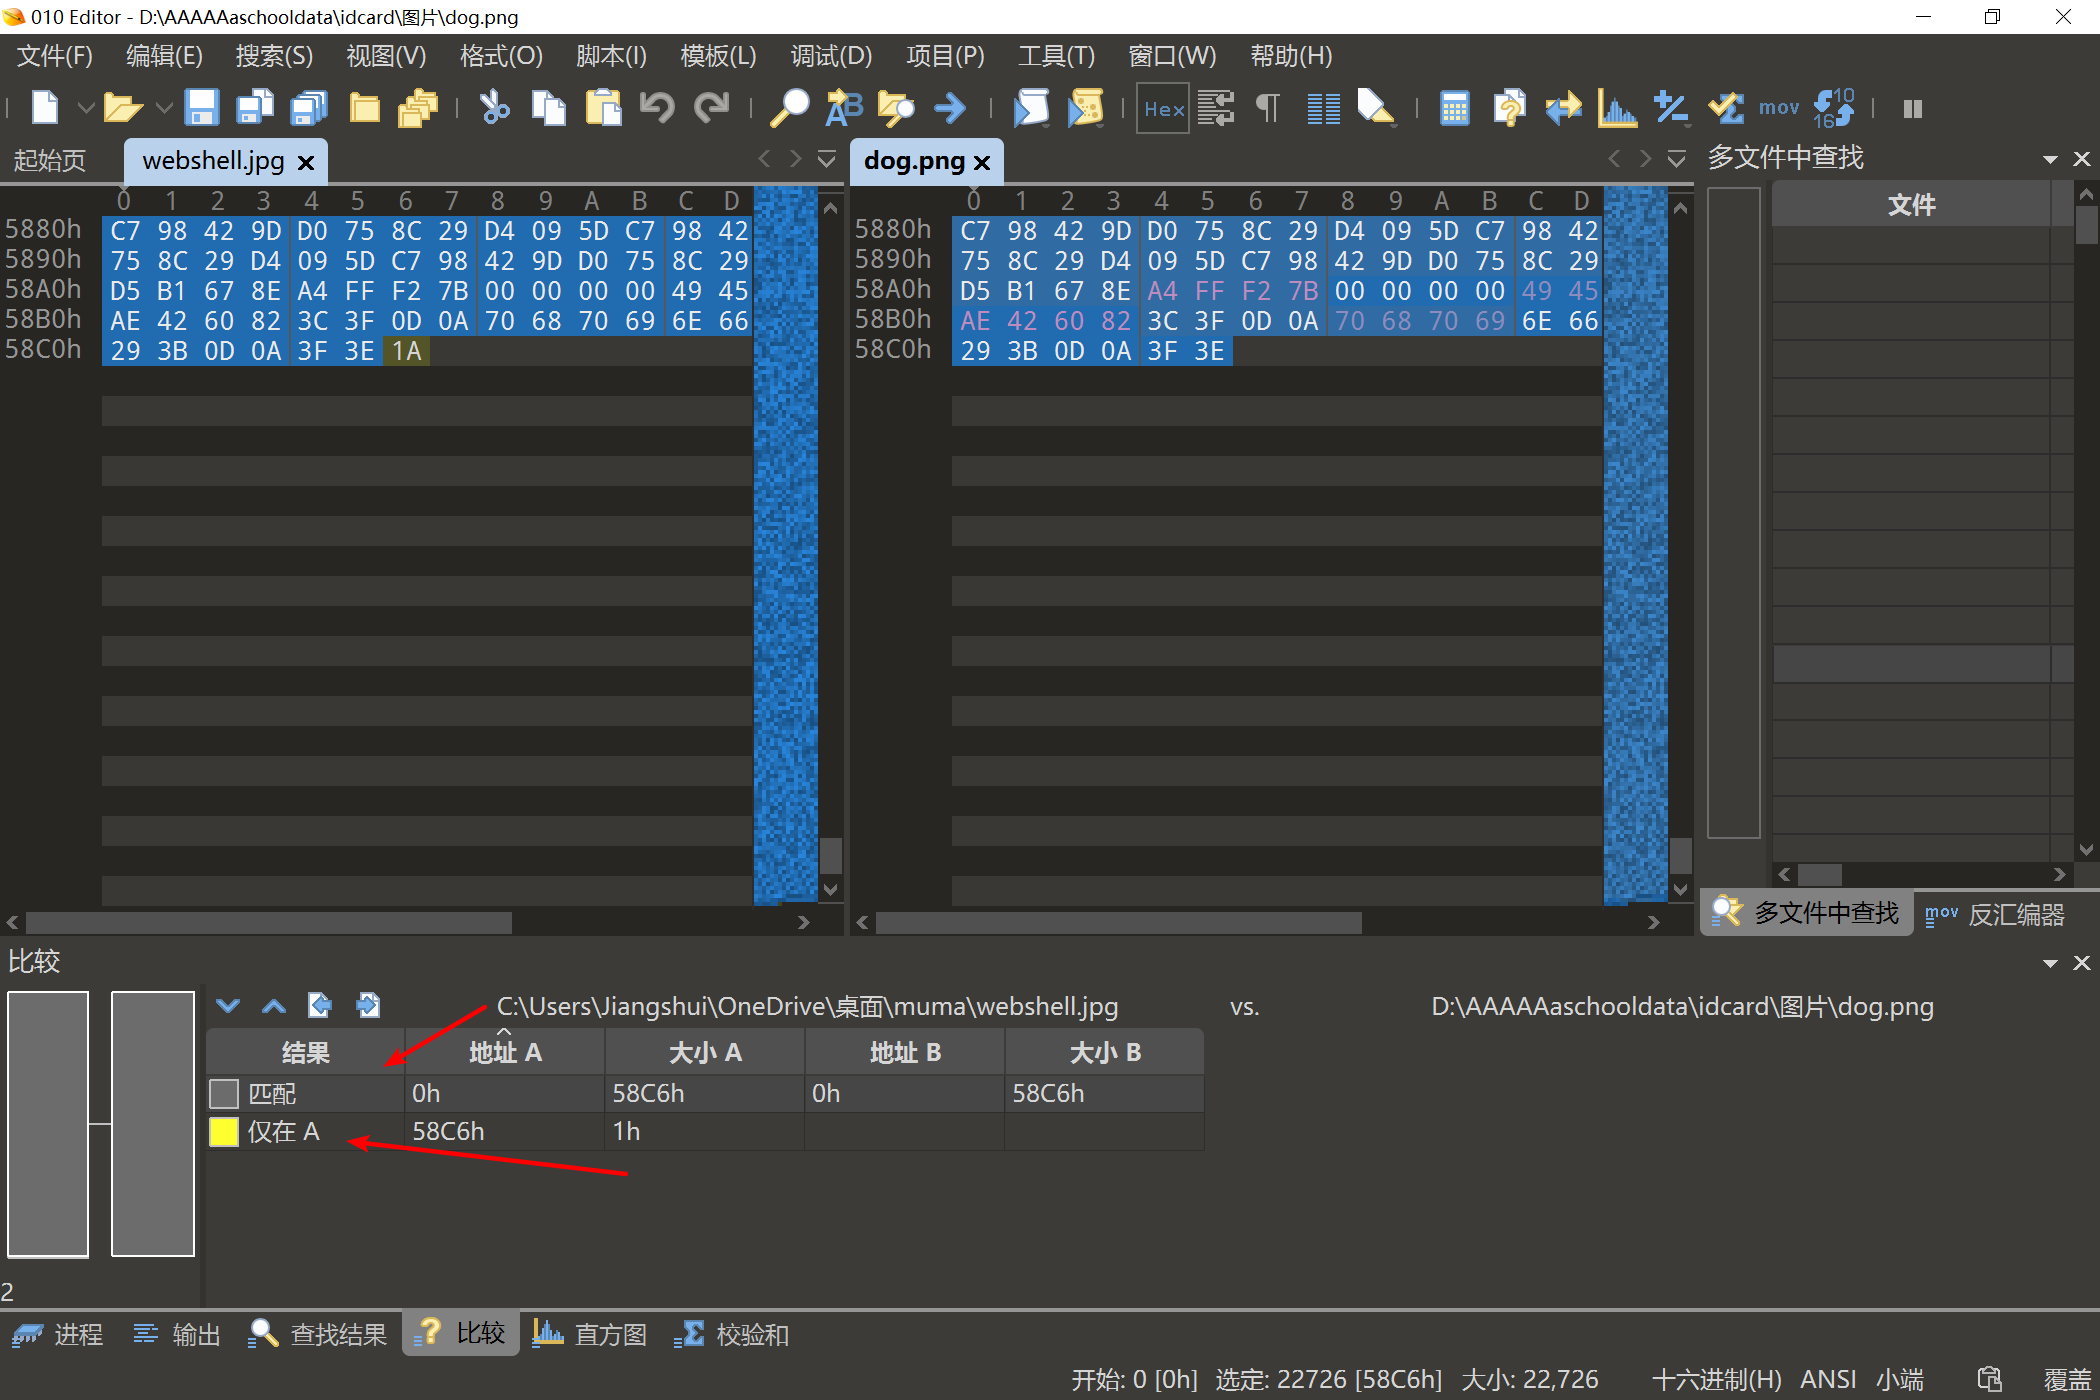 010 Editor - D:\AAAAAaschooldata\idcard\图片\dog.png
文件(F) 编辑(E) 搜索(S) 视图(V) 格式(O) 脚本(I) 模板(L) 调试(D) 项目(P) 工具(T) 窗口(W) 帮助(H)
Hex mov 10 16
起始页 webshell.jpg dog.png 多文件中查找
0 1 2 3 4 5 6 7 8 9 A B C D
5880h C7 98 42 9D D0 75 8C 29 D4 09 5D C7 98 42
5890h 75 8C 29 D4 09 5D C7 98 42 9D D0 75 8C 29
58A0h D5 B1 67 8E A4 FF F2 7B 00 00 00 00 49 45
58B0h AE 42 60 82 3C 3F 0D 0A 70 68 70 69 6E 66
58C0h 29 3B 0D 0A 3F 3E 1A
0 1 2 3 4 5 6 7 8 9 A B C D
5880h C7 98 42 9D D0 75 8C 29 D4 09 5D C7 98 42
5890h 75 8C 29 D4 09 5D C7 98 42 9D D0 75 8C 29
58A0h D5 B1 67 8E A4 FF F2 7B 00 00 00 00 49 45
58B0h AE 42 60 82 3C 3F 0D 0A 70 68 70 69 6E 66
58C0h 29 3B 0D 0A 3F 3E
文件
多文件中查找 mov 反汇编器
比较
C:\Users\Jiangshui\OneDrive\桌面\muma\webshell.jpg vs. D:\AAAAAaschooldata\idcard\图片\dog.png
结果 地址 A 大小 A 地址 B 大小 B
匹配 0h 58C6h 0h 58C6h
仅在 A 58C6h 1h
2
进程 输出 查找结果 比较 直方图 校验和
开始: 0 [0h] 选定: 22726 [58C6h] 大小: 22,726 十六进制(H) ANSI 小端 覆盖